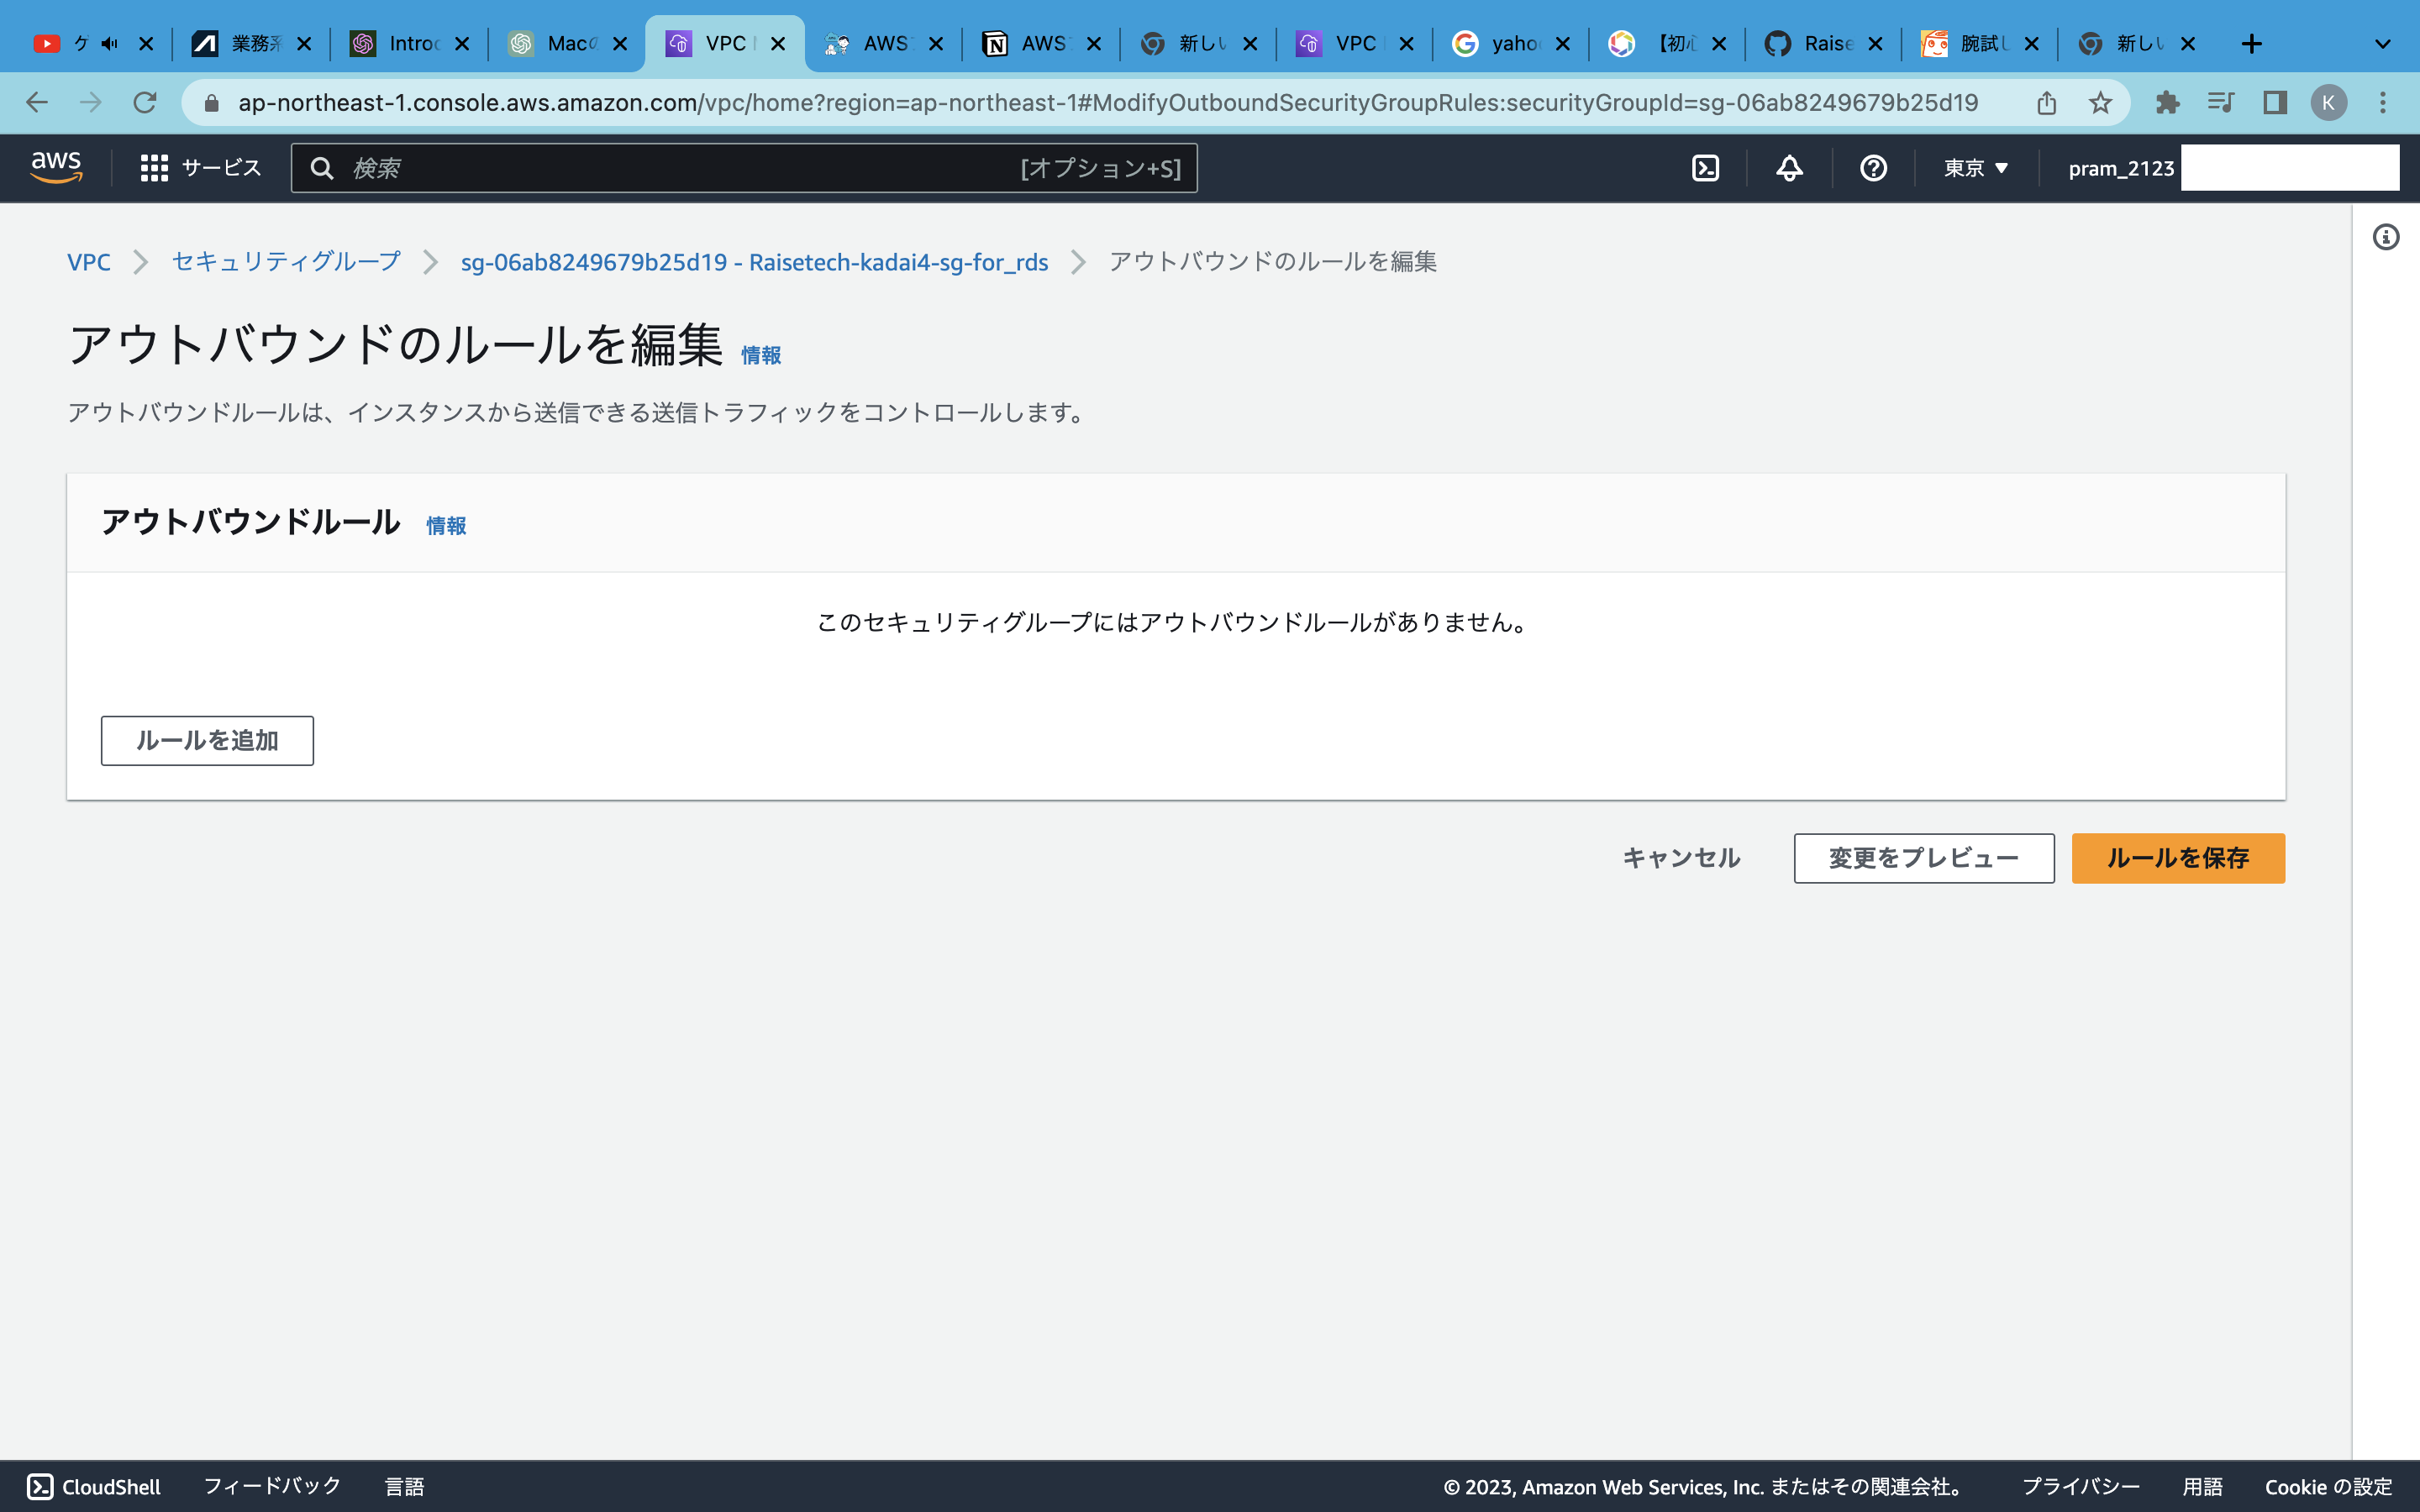 ケ
業務系
Introd
Macの
VPC
AWS
AWS
新しい
VPC
yaho
【初心
Raise
腕試し
新しい
ap-northeast-1.console.aws.amazon.com/vpc/home?region=ap-northeast-1#ModifyOutboundSecurityGroupRules:securityGroupId=sg-06ab8249679b25d19
K
aws
サービス
検索
[オプション+S]
東京 ▼
pram_2123
VPC > セキュリティグループ > sg-06ab8249679b25d19 - Raisetech-kadai4-sg-for_rds > アウトバウンドのルールを編集
アウトバウンドのルールを編集 情報
アウトバウンドルールは、インスタンスから送信できる送信トラフィックをコントロールします。
アウトバウンドルール 情報
このセキュリティグループにはアウトバウンドルールがありません。
ルールを追加
キャンセル
変更をプレビュー
ルールを保存
CloudShell
フィードバック
言語
© 2023, Amazon Web Services, Inc. またはその関連会社。
プライバシー
用語
Cookie の設定